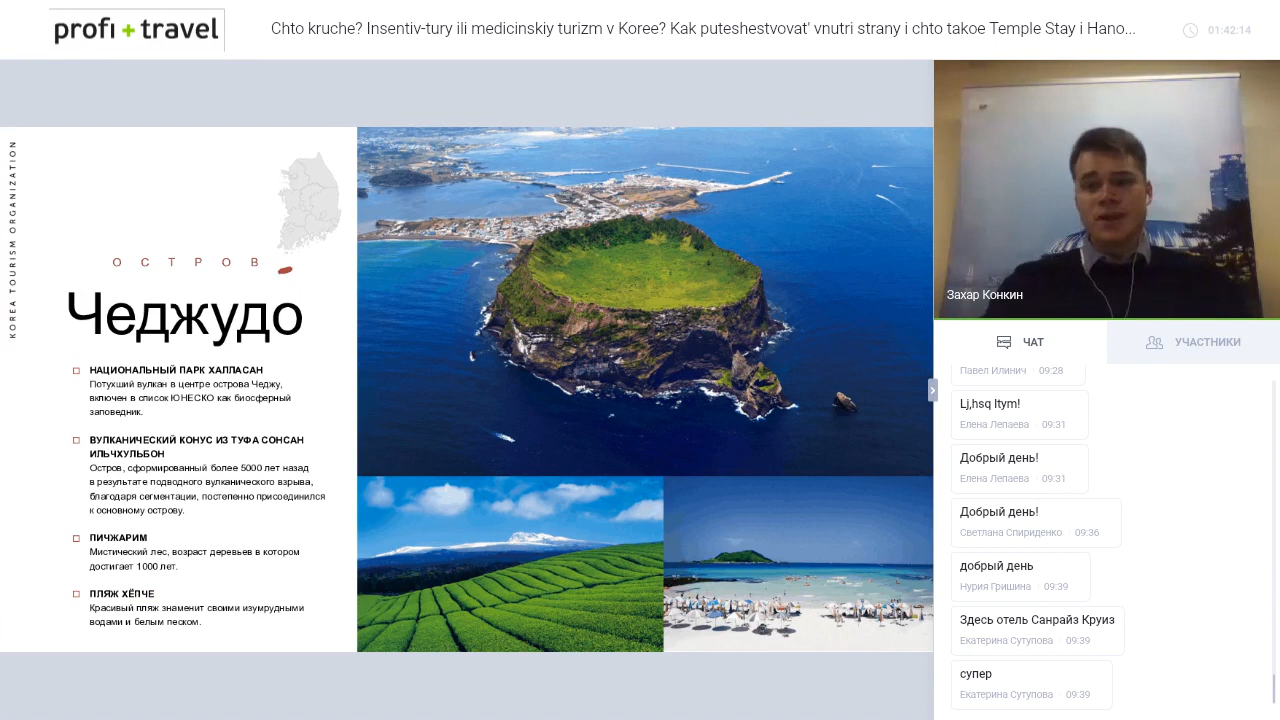 profi + travel
Chto kruche? Insentiv-tury ili medicinskiy turizm v Koree? Kak puteshestvovat' vnutri strany i chto takoe Temple Stay i Hano...
01:42:14
KOREA TOURISM ORGANIZATION
ОСТРОВ
Чеджудо
НАЦИОНАЛЬНЫЙ ПАРК ХАЛЛАСАН
Потухший вулкан в центре острова Чеджу,
включен в список ЮНЕСКО как биосферный
заповедник.
ВУЛКАНИЧЕСКИЙ КОНУС ИЗ ТУФА СОНСАН
ИЛЬЧХУЛЬБОН
Остров, сформированный более 5000 лет назад
в результате подводного вулканического взрыва,
благодаря сегментации, постепенно присоединился
к основному острову.
ПИЧЖАРИМ
Мистический лес, возраст деревьев в котором
достигает 1000 лет.
ПЛЯЖ ХЁПЧЕ
Красивый пляж знаменит своими изумрудными
водами и белым песком.
Захар Конкин
ЧАТ
УЧАСТНИКИ
Павел Илинич · 09:28
Lj,hsq ltym!
Елена Лепаева · 09:31
Добрый день!
Елена Лепаева · 09:31
Добрый день!
Светлана Спириденко · 09:36
добрый день
Нурия Гришина · 09:39
Здесь отель Санрайз Круиз
Екатерина Сутупова · 09:39
супер
Екатерина Сутупова · 09:39